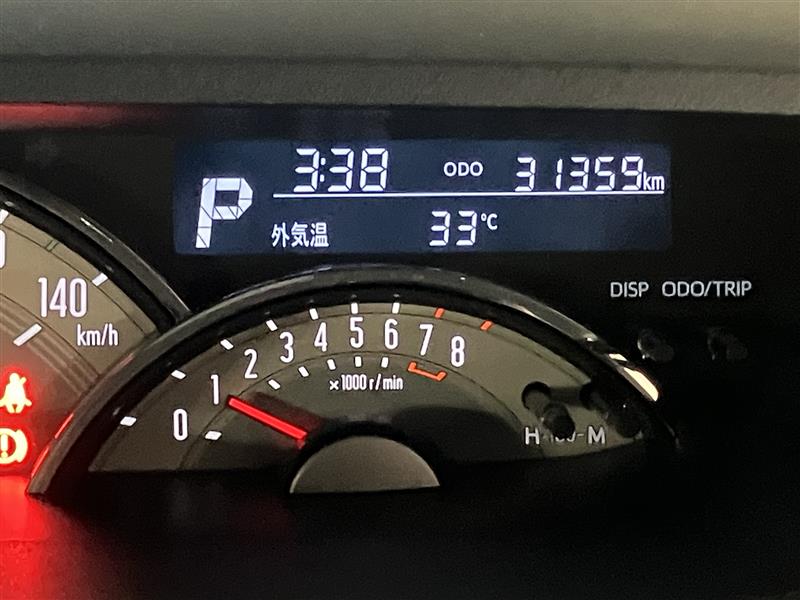 P
3:38 ODO 31359km
外気温 33℃
DISP ODO/TRIP
140
km/h
0 1 2 3 4 5 6 7 8
×1000 r/min
H M